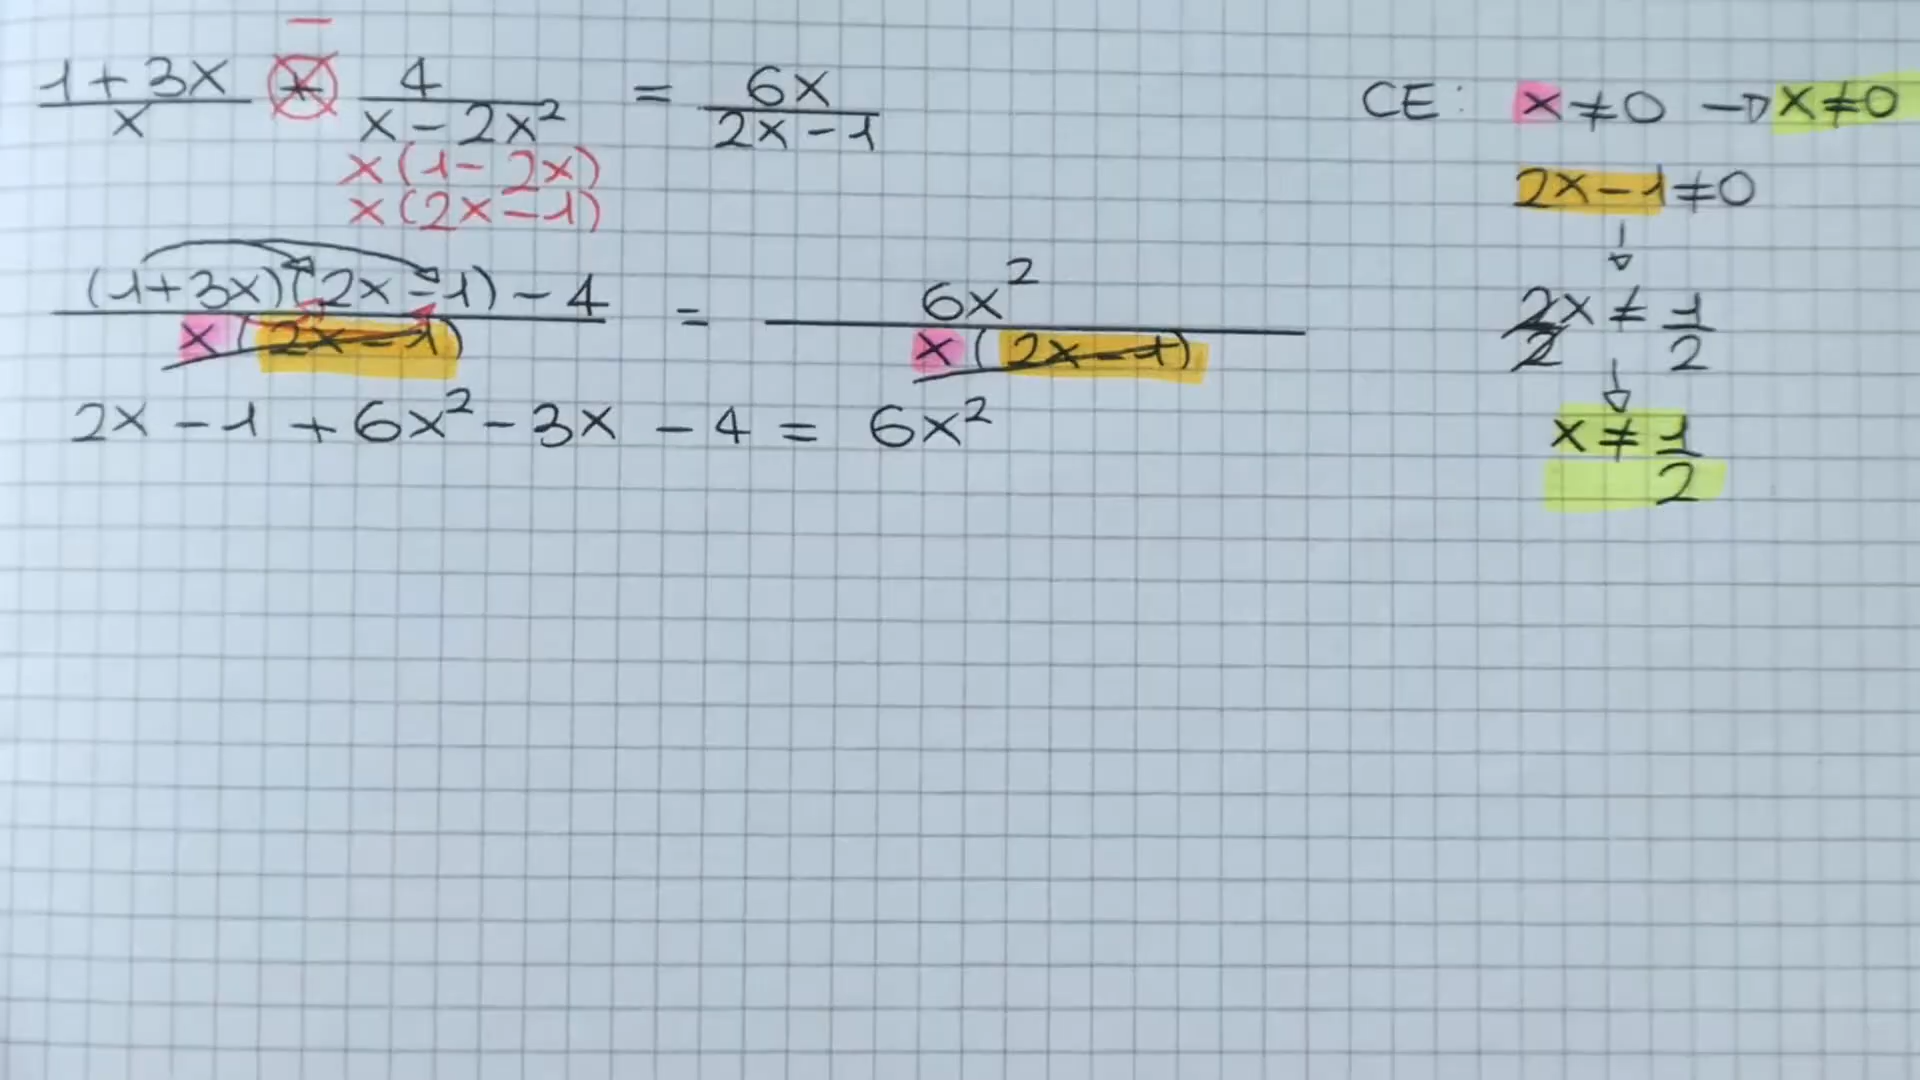 (1+3x)/x + 4/(x-2x²) = 6x/(2x-1)
−
x(1-2x)
x(2x-1)
((1+3x)(2x-1)-4)/(x(2x-1)) = 6x²/(x(2x-1))
2x-1+6x²-3x-4 = 6x²
CE: x≠0 → x≠0
2x-1≠0
2x/2 ≠ 1/2
x ≠ 1/2